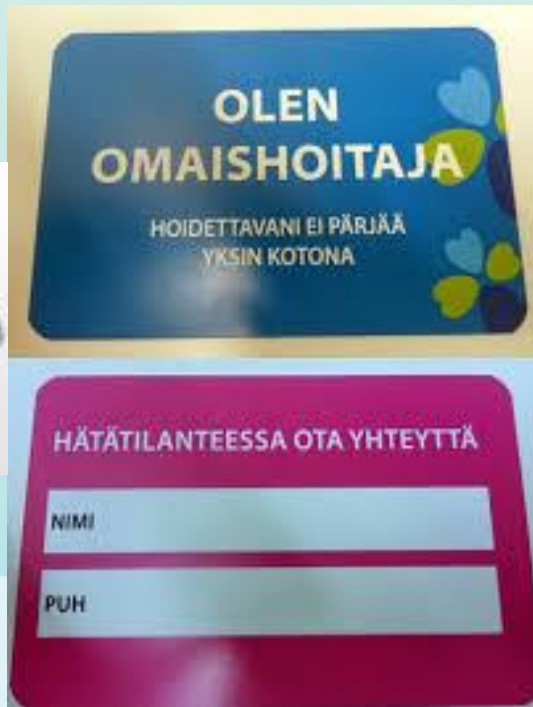 OLEN
OMAISHOITAJA
HOIDETTAVANI EI PÄRJÄÄ
YKSIN KOTONA
HÄTÄTILANTEESSA OTA YHTEYTTÄ
NIMI
PUH